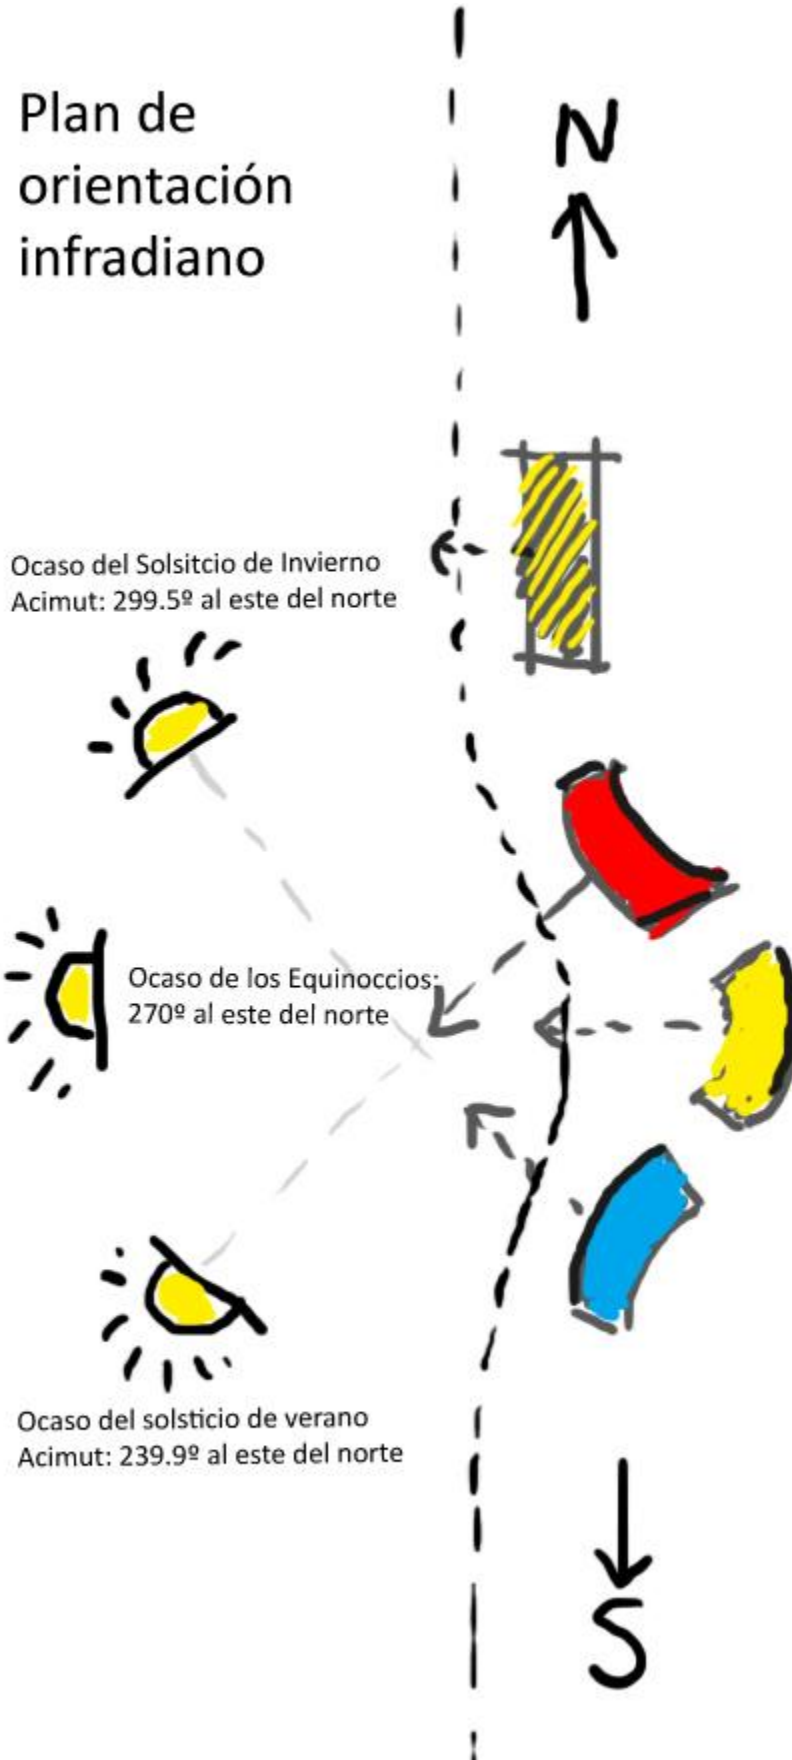 Plan de
orientación
infradiano
N
Ocaso del Solsitcio de Invierno
Acimut: 299.5º al este del norte
Ocaso de los Equinoccios:
270º al este del norte
Ocaso del solsticio de verano
Acimut: 239.9º al este del norte
S